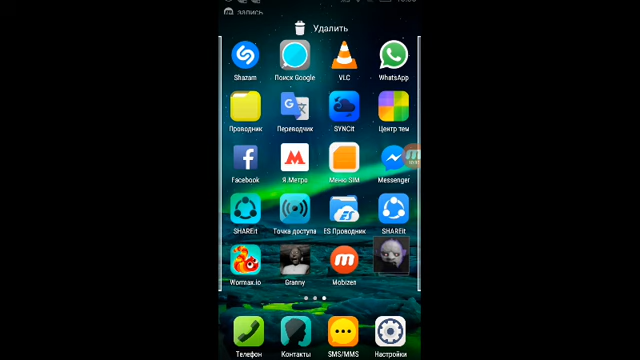 запись
Удалить
Shazam
Поиск Google
VLC
WhatsApp
Проводник
Переводчик
SYNCit
Центр тем
Facebook
Я.Метро
Меню SIM
Messenger
SHAREit
Точка доступа
ES Проводник
SHAREit
Wormax.io
Granny
Mobizen
Телефон
Контакты
SMS/MMS
Настройки